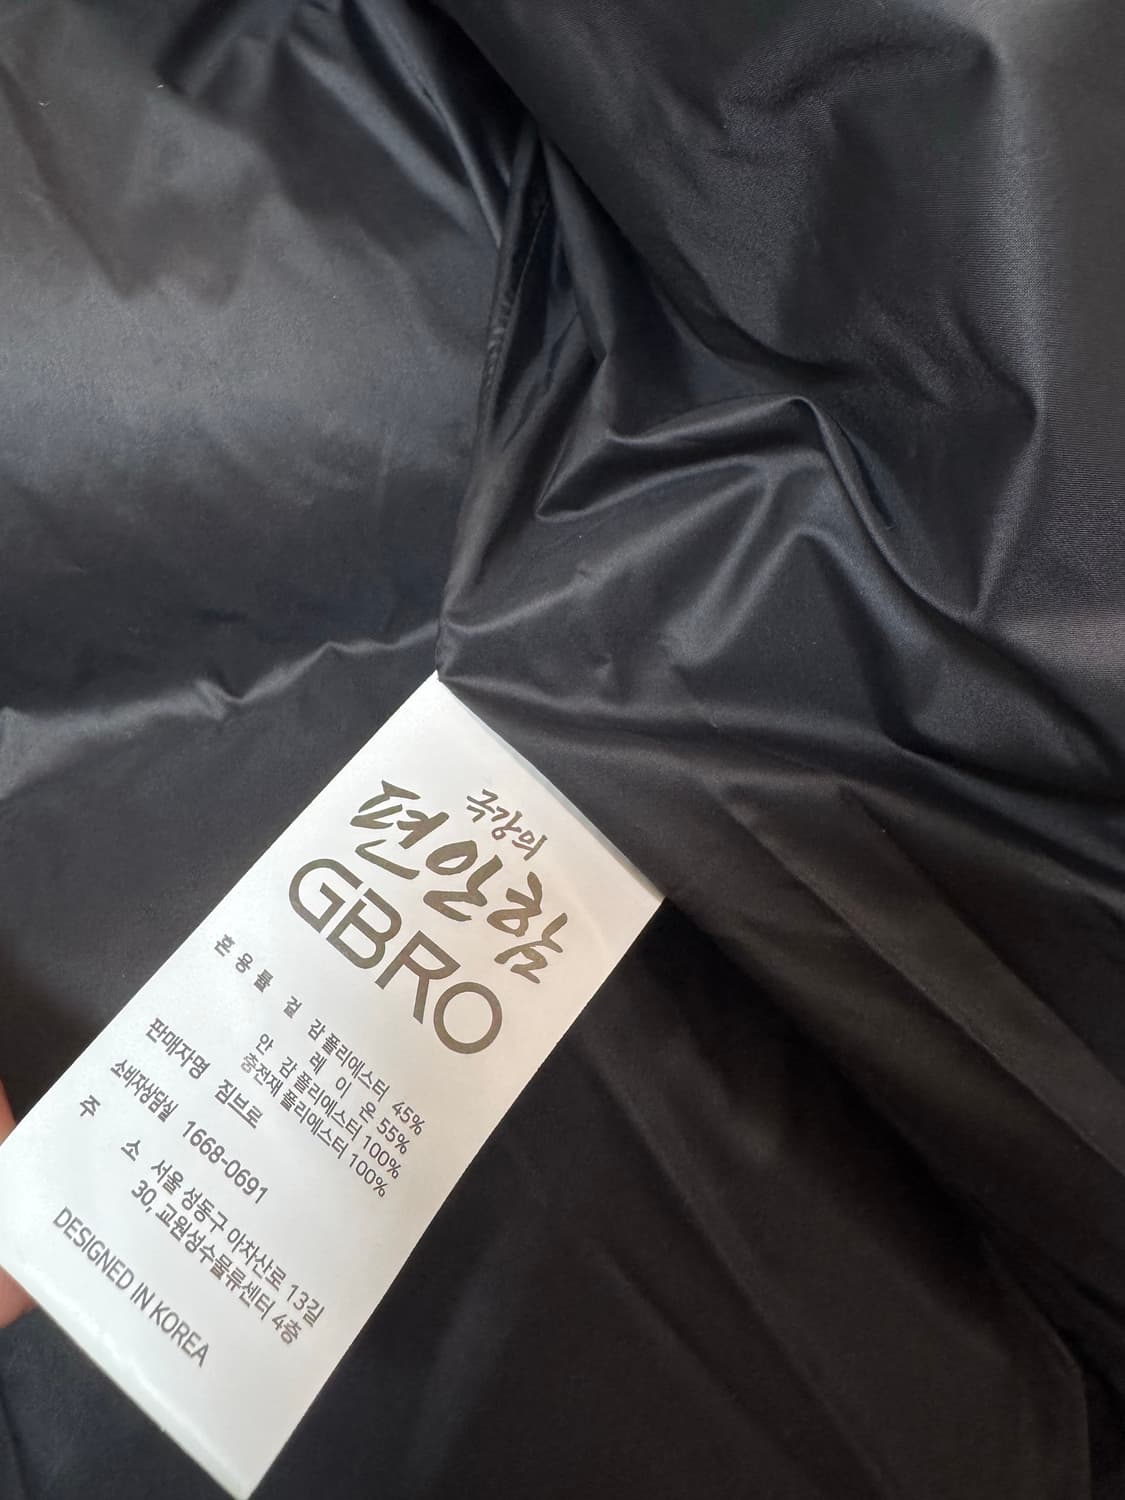 극강의
편안함
GBRO
혼용률 겉감 폴리에스터 45%
레이온 55%
안감 폴리에스터 100%
충전재 폴리에스터 100%
판매자명 짐브로
소비자상담실 1668-0691
주소 서울 성동구 아차산로 13길
30, 교원성수물류센터 4층
DESIGNED IN KOREA